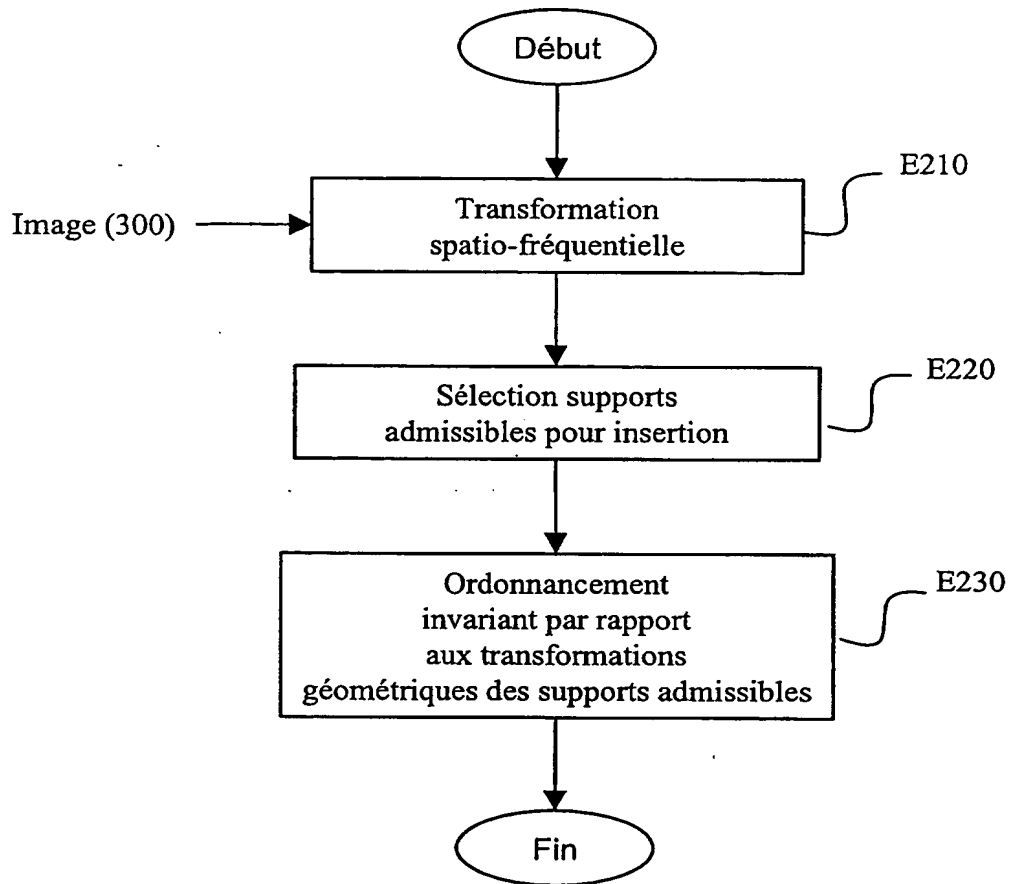 Début
E210
Image (300)
Transformation
spatio-fréquentielle
E220
Sélection supports
admissibles pour insertion
E230
Ordonnancement
invariant par rapport
aux transformations
géométriques des supports admissibles
Fin